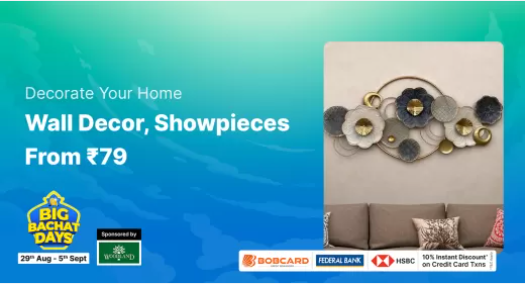 Decorate Your Home
Wall Decor, Showpieces
From ₹79
BIG
BACHAT
DAYS
29th Aug - 5th Sept
Sponsored by
WOODLAND
BOBCARD
FEDERAL BANK
HSBC
10% Instant Discount*
on Credit Card Txns